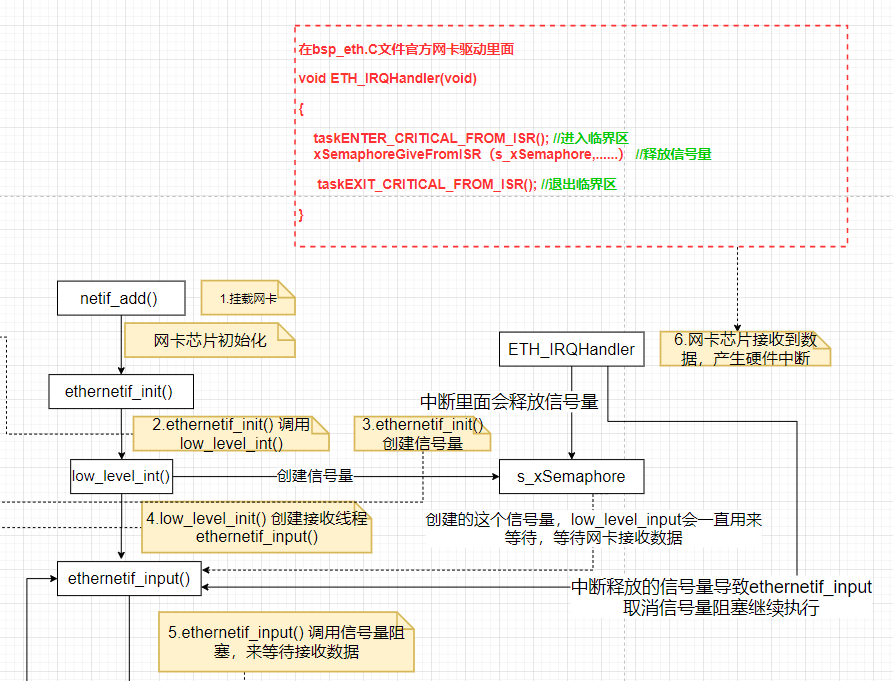 在bsp_eth.C文件官方网卡驱动里面
void ETH_IRQHandler(void)
{
taskENTER_CRITICAL_FROM_ISR(); //进入临界区
xSemaphoreGiveFromISR（s_xSemaphore,......） //释放信号量
taskEXIT_CRITICAL_FROM_ISR(); //退出临界区
}
netif_add()
1.挂载网卡
网卡芯片初始化
ETH_IRQHandler
6.网卡芯片接收到数
据，产生硬件中断
ethernetif_init()
中断里面会释放信号量
2.ethernetif_init() 调用
low_level_int()
3.ethernetif_init()
创建信号量
low_level_int()
创建信号量
s_xSemaphore
4.low_level_init() 创建接收线程
ethernetif_input()
创建的这个信号量，low_level_input会一直用来
等待，等待网卡接收数据
ethernetif_input()
中断释放的信号量导致ethernetif_input
取消信号量阻塞继续执行
5.ethernetif_input() 调用信号量阻
塞，来等待接收数据